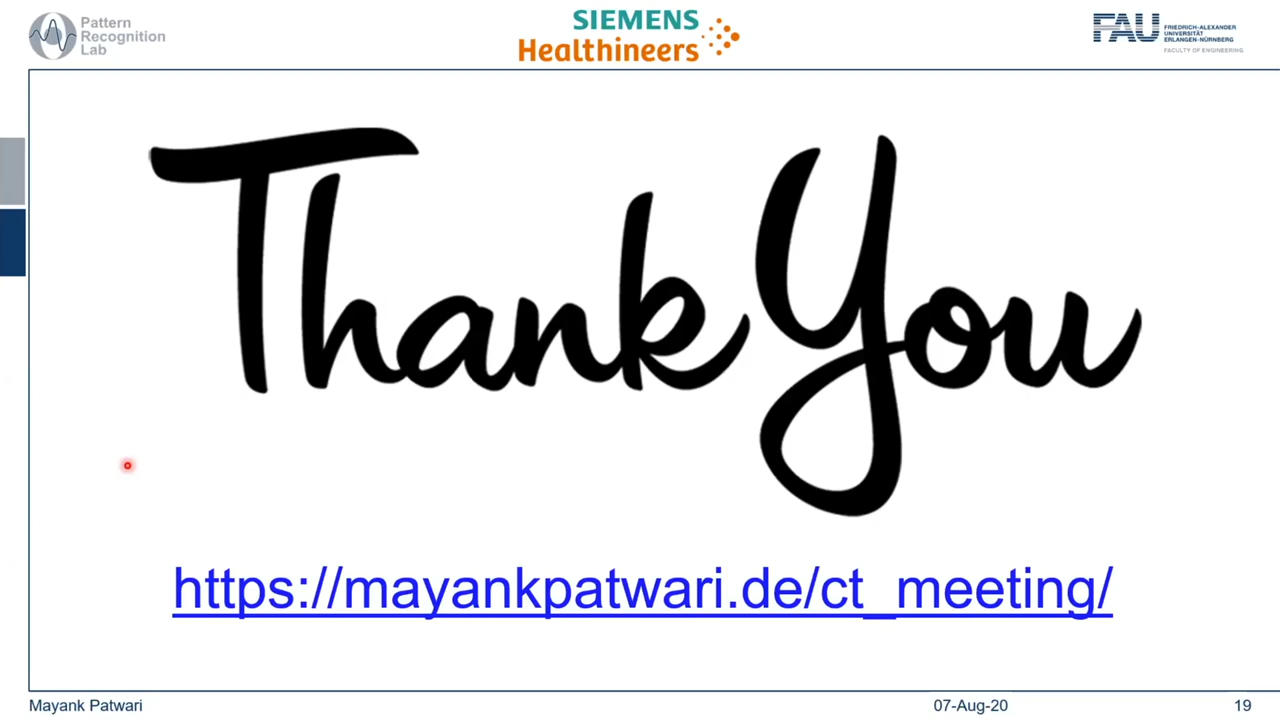 Pattern
Recognition
Lab
SIEMENS
Healthineers
FAU
FRIEDRICH-ALEXANDER
UNIVERSITÄT
ERLANGEN-NÜRNBERG
FACULTY OF ENGINEERING
Thank You
https://mayankpatwari.de/ct_meeting/
Mayank Patwari 07-Aug-20 19